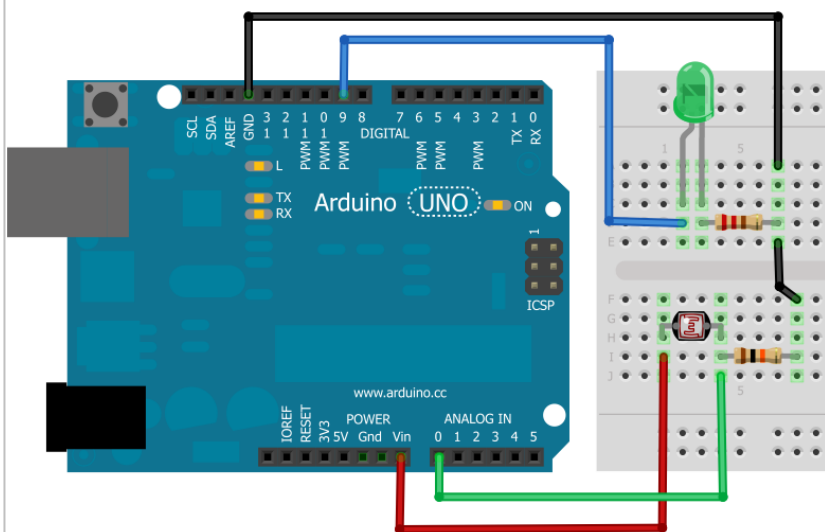 SCL
SDA
AREF
GND
13
12
PWM 11
PWM 10
PWM 9
8
DIGITAL
7
PWM 6
PWM 5
4
PWM 3
2
TX 1
RX 0
L
TX
RX
Arduino UNO
ON
1
ICSP
www.arduino.cc
POWER
ANALOG IN
IOREF
RESET
3V3
5V Gnd Vin
0 1 2 3 4 5
1 5
E
F
G
H
I
J
5